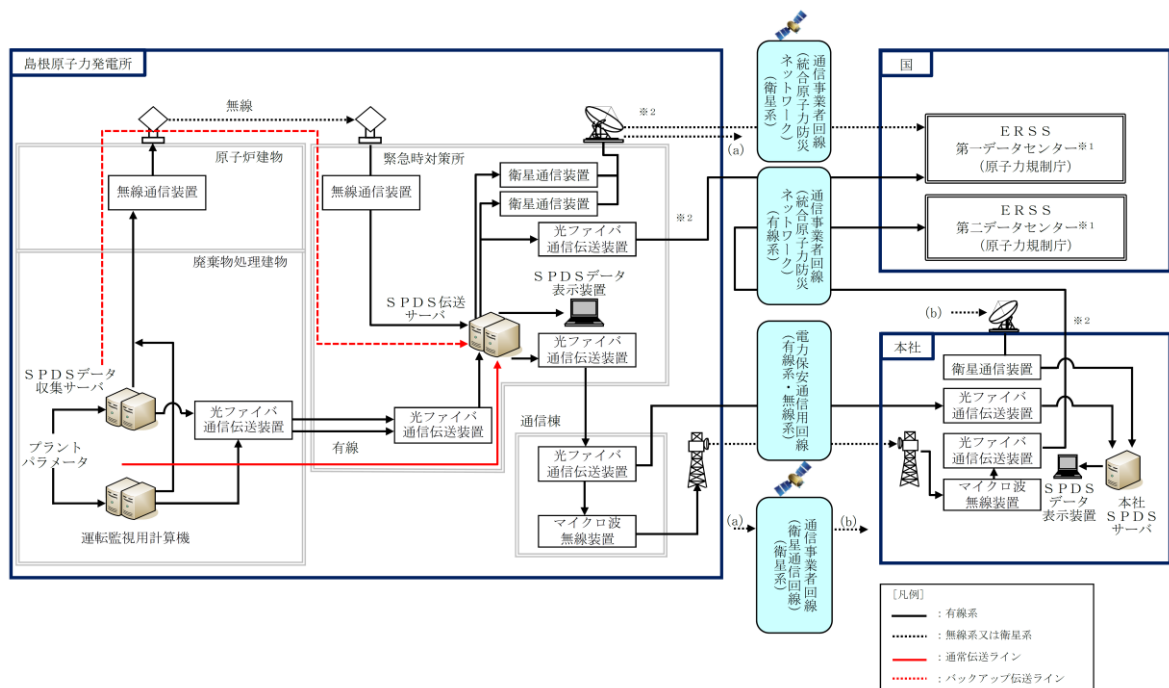 島根原子力発電所
無線
※2
(a)
原子炉建物
緊急時対策所
無線通信装置
無線通信装置
衛星通信装置
衛星通信装置
※2
光ファイバ
通信伝送装置
廃棄物処理建物
SPDSデータ
表示装置
SPDS伝送
サーバ
光ファイバ
通信伝送装置
SPDSデータ
収集サーバ
光ファイバ
通信伝送装置
光ファイバ
通信伝送装置
有線
プラント
パラメータ
運転監視用計算機
通信棟
光ファイバ
通信伝送装置
マイクロ波
無線装置
通信事業者回線
(統合原子力防災
ネットワーク)
(衛星系)
通信事業者回線
(統合原子力防災
ネットワーク)
(有線系)
電力保安通信用回線
(有線系・無線系)
(a)
通信事業者回線
(衛星通信回線)
(衛星系)
(b)
国
ERSS
第一データセンター※1
(原子力規制庁)
ERSS
第二データセンター※1
(原子力規制庁)
(b)
※2
本社
衛星通信装置
光ファイバ
通信伝送装置
光ファイバ
通信伝送装置
マイクロ波
無線装置
SPDS
データ
表示装置
本社
SPDS
サーバ
[凡例]
:有線系
:無線系又は衛星系
:通常伝送ライン
:バックアップ伝送ライン